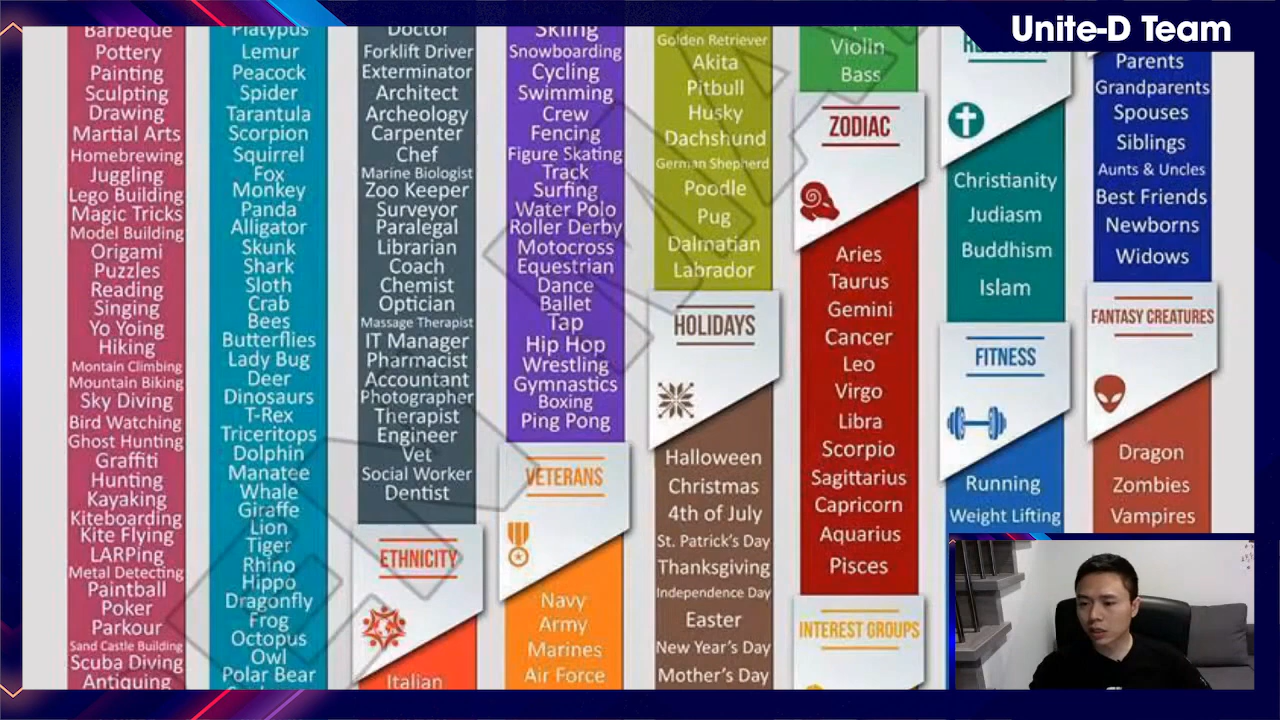 Unite-D Team
Barbeque
Pottery
Painting
Sculpting
Drawing
Martial Arts
Homebrewing
Juggling
Lego Building
Magic Tricks
Model Building
Origami
Puzzles
Reading
Singing
Yo Yoing
Hiking
Montain Climbing
Mountain Biking
Sky Diving
Bird Watching
Ghost Hunting
Graffiti
Hunting
Kayaking
Kiteboarding
Kite Flying
LARPing
Metal Detecting
Paintball
Poker
Parkour
Sand Castle Building
Scuba Diving
Antiquing
Platypus
Lemur
Peacock
Spider
Tarantula
Scorpion
Squirrel
Fox
Monkey
Panda
Alligator
Skunk
Shark
Sloth
Crab
Bees
Butterflies
Lady Bug
Deer
Dinosaurs
T-Rex
Triceritops
Dolphin
Manatee
Whale
Giraffe
Lion
Tiger
Rhino
Hippo
Dragonfly
Frog
Octopus
Owl
Polar Bear
Doctor
Forklift Driver
Exterminator
Architect
Archeology
Carpenter
Chef
Marine Biologist
Zoo Keeper
Surveyor
Paralegal
Librarian
Coach
Chemist
Optician
Massage Therapist
IT Manager
Pharmacist
Accountant
Photographer
Therapist
Engineer
Vet
Social Worker
Dentist
ETHNICITY
Italian
Skiing
Snowboarding
Cycling
Swimming
Crew
Fencing
Figure Skating
Track
Surfing
Water Polo
Roller Derby
Motocross
Equestrian
Dance
Ballet
Tap
Hip Hop
Wrestling
Gymnastics
Boxing
Ping Pong
VETERANS
Navy
Army
Marines
Air Force
Golden Retriever
Akita
Pitbull
Husky
Dachshund
German Shepherd
Poodle
Pug
Dalmatian
Labrador
HOLIDAYS
Halloween
Christmas
4th of July
St. Patrick's Day
Thanksgiving
Independence Day
Easter
New Year's Day
Mother's Day
Violin
Bass
ZODIAC
Aries
Taurus
Gemini
Cancer
Leo
Virgo
Libra
Scorpio
Sagittarius
Capricorn
Aquarius
Pisces
INTEREST GROUPS
Christianity
Judiasm
Buddhism
Islam
FITNESS
Running
Weight Lifting
Parents
Grandparents
Spouses
Siblings
Aunts & Uncles
Best Friends
Newborns
Widows
FANTASY CREATURES
Dragon
Zombies
Vampires